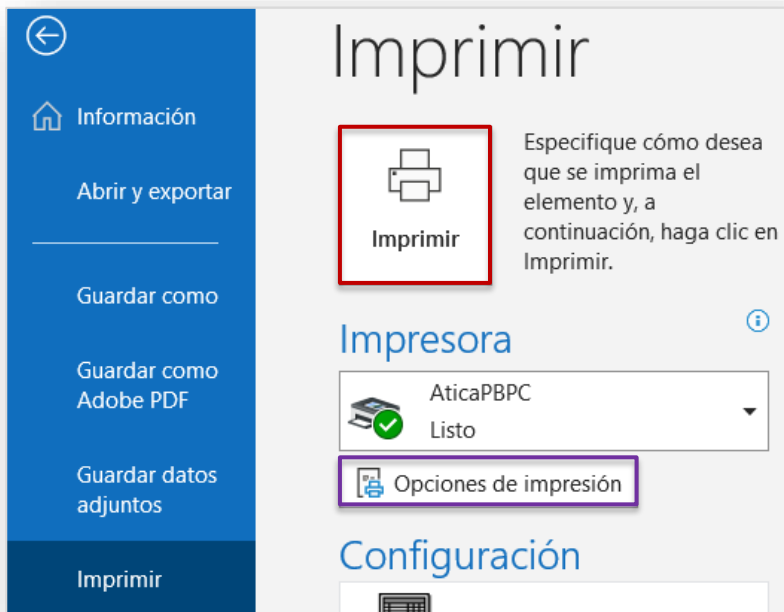 Información
Abrir y exportar
Guardar como
Guardar como
Adobe PDF
Guardar datos
adjuntos
Imprimir
Imprimir
Imprimir
Especifique cómo desea
que se imprima el
elemento y, a
continuación, haga clic en
Imprimir.
Impresora
AticaPBPC
Listo
Opciones de impresión
Configuración